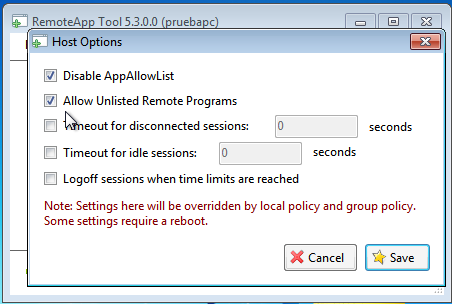 RemoteApp Tool 5.3.0.0 (pruebapc)
Host Options
Disable AppAllowList
Allow Unlisted Remote Programs
Timeout for disconnected sessions: 0 seconds
Timeout for idle sessions: 0 seconds
Logoff sessions when time limits are reached
Note: Settings here will be overridden by local policy and group policy.
Some settings require a reboot.
Cancel Save